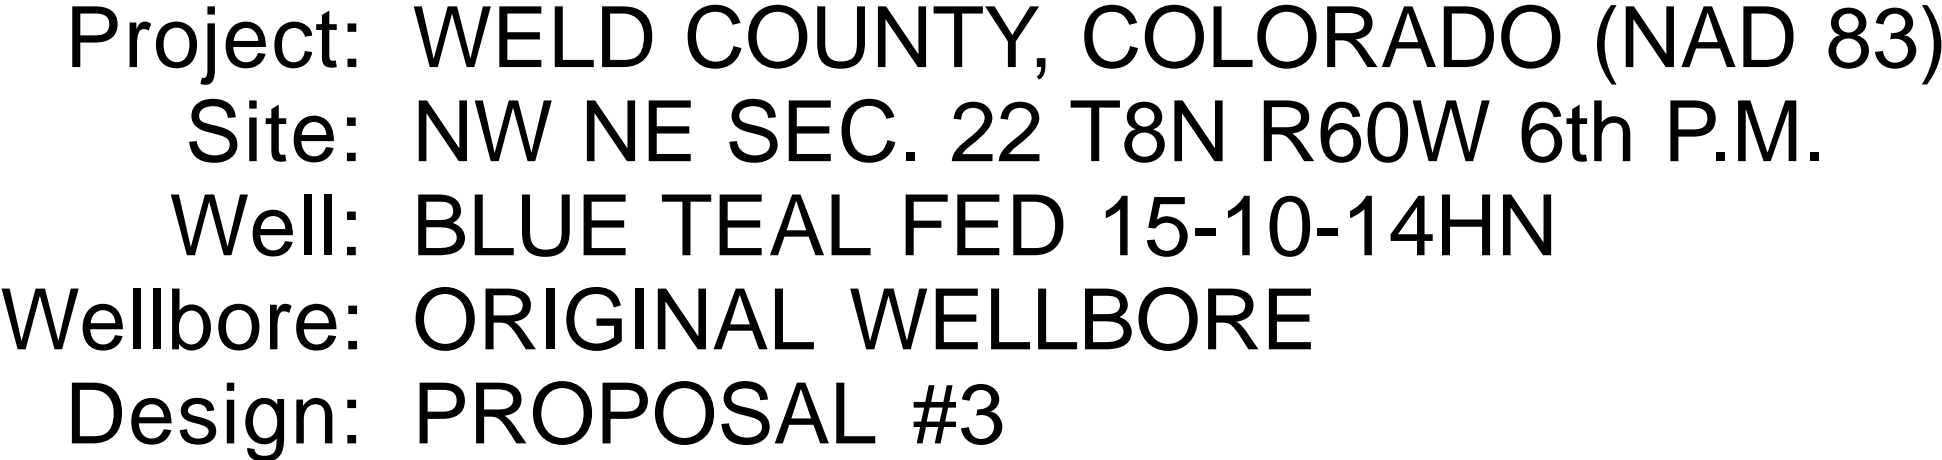 Project: WELD COUNTY, COLORADO (NAD 83)
Site: NW NE SEC. 22 T8N R60W 6th P.M.
Well: BLUE TEAL FED 15-10-14HN
Wellbore: ORIGINAL WELLBORE
Design: PROPOSAL #3